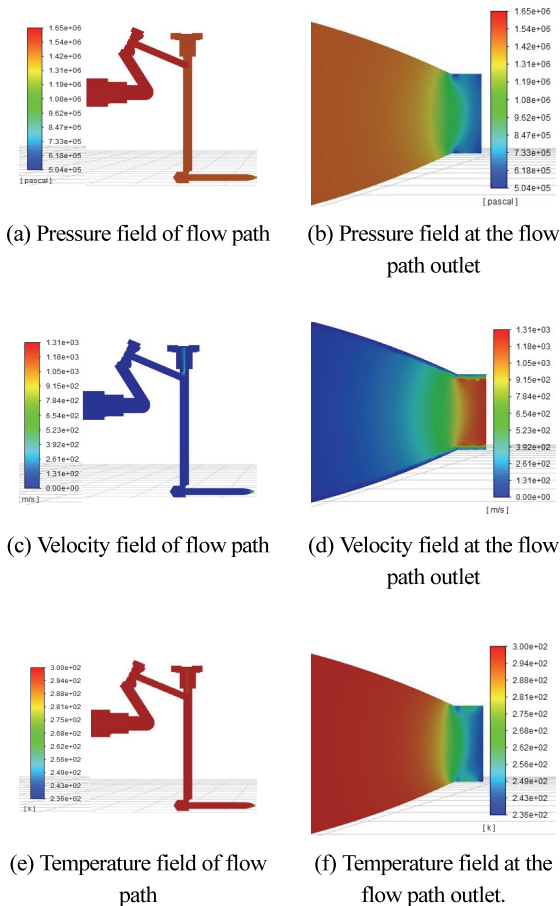 1.65e+06
1.54e+06
1.42e+06
1.31e+06
1.19e+06
1.08e+06
9.62e+05
8.47e+05
7.33e+05
6.18e+05
5.04e+05
[ pascal ]
1.65e+06
1.54e+06
1.42e+06
1.31e+06
1.19e+06
1.08e+06
9.62e+05
8.47e+05
7.33e+05
6.18e+05
5.04e+05
[ pascal ]
(a) Pressure field of flow path
(b) Pressure field at the flow
path outlet
1.31e+03
1.18e+03
1.05e+03
9.15e+02
7.84e+02
6.54e+02
5.23e+02
3.92e+02
2.61e+02
1.31e+02
0.00e+00
[ m/s ]
1.31e+03
1.18e+03
1.05e+03
9.15e+02
7.84e+02
6.54e+02
5.23e+02
3.92e+02
2.61e+02
1.31e+02
0.00e+00
[ m/s ]
(c) Velocity field of flow path
(d) Velocity field at the flow
path outlet
3.00e+02
2.94e+02
2.87e+02
2.81e+02
2.75e+02
2.68e+02
2.62e+02
2.56e+02
2.49e+02
2.43e+02
2.36e+02
[ k ]
3.00e+02
2.94e+02
2.87e+02
2.81e+02
2.75e+02
2.68e+02
2.62e+02
2.56e+02
2.49e+02
2.43e+02
2.36e+02
[ k ]
(e) Temperature field of flow
path
(f) Temperature field at the
flow path outlet.